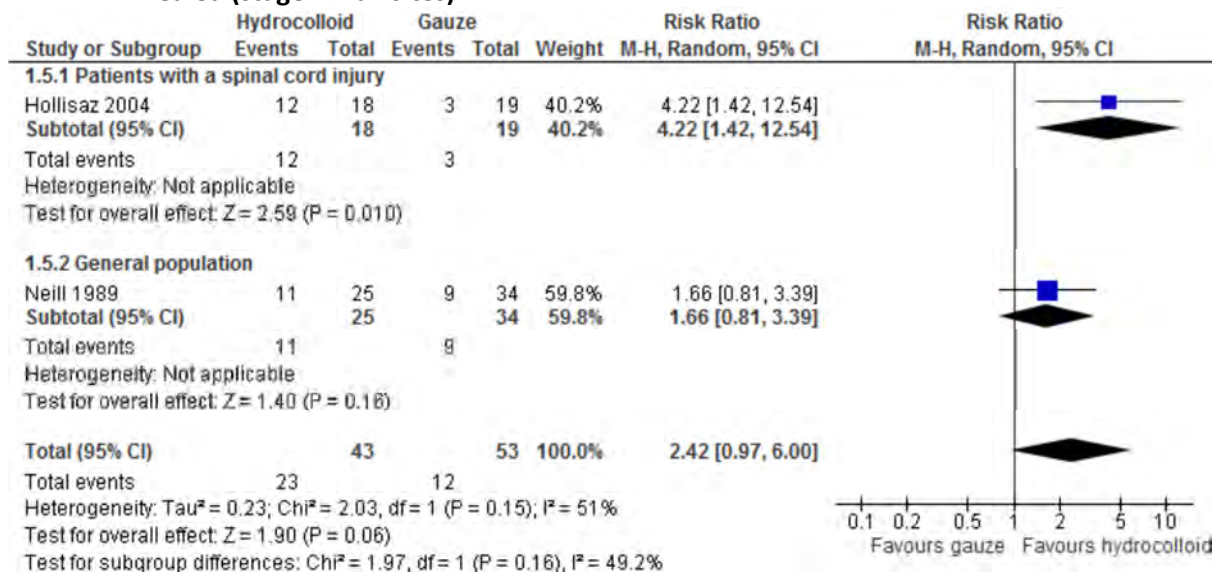 Hydrocolloid Gauze Risk Ratio Risk Ratio
Study or Subgroup Events Total Events Total Weight M-H, Random, 95% CI M-H, Random, 95% CI
1.5.1 Patients with a spinal cord injury
Hollisaz 2004 12 18 3 19 40.2% 4.22 [1.42, 12.54]
Subtotal (95% CI) 18 19 40.2% 4.22 [1.42, 12.54]
Total events 12 3
Heterogeneity: Not applicable
Test for overall effect: Z = 2.59 (P = 0.010)
1.5.2 General population
Neill 1989 11 25 9 34 59.8% 1.66 [0.81, 3.39]
Subtotal (95% CI) 25 34 59.8% 1.66 [0.81, 3.39]
Total events 11 9
Heterogeneity: Not applicable
Test for overall effect: Z = 1.40 (P = 0.16)
Total (95% CI) 43 53 100.0% 2.42 [0.97, 6.00]
Total events 23 12
Heterogeneity: Tau² = 0.23; Chi² = 2.03, df = 1 (P = 0.15); I² = 51%
Test for overall effect: Z = 1.90 (P = 0.06)
Test for subgroup differences: Chi² = 1.97, df = 1 (P = 0.16), I² = 49.2%
0.1 0.2 0.5 1 2 5 10
Favours gauze Favours hydrocolloid